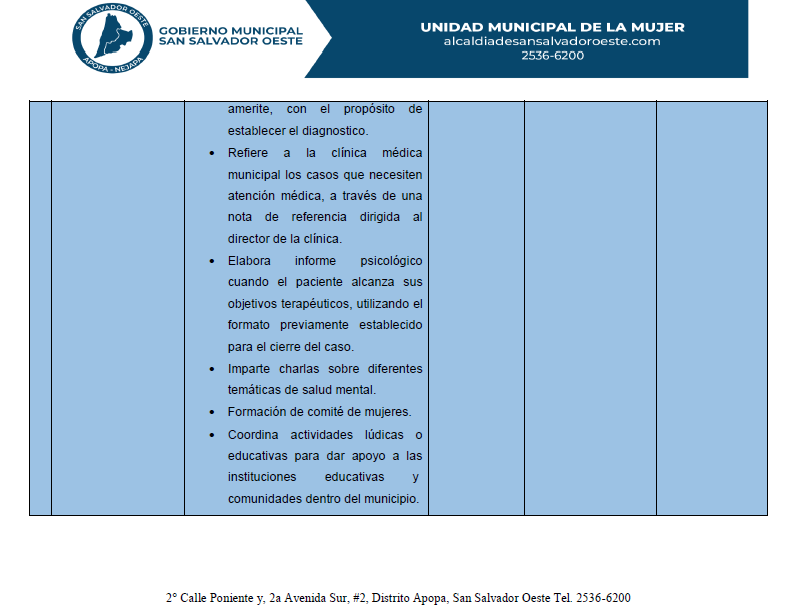 SAN SALVADOR OESTE
APOPA - NEJAPA
GOBIERNO MUNICIPAL
SAN SALVADOR OESTE
UNIDAD MUNICIPAL DE LA MUJER
alcaldiadesansalvadoroeste.com
2536-6200
amerite, con el propósito de
establecer el diagnostico.
• Refiere a la clínica médica
municipal los casos que necesiten
atención médica, a través de una
nota de referencia dirigida al
director de la clínica.
• Elabora informe psicológico
cuando el paciente alcanza sus
objetivos terapéuticos, utilizando el
formato previamente establecido
para el cierre del caso.
• Imparte charlas sobre diferentes
temáticas de salud mental.
• Formación de comité de mujeres.
• Coordina actividades lúdicas o
educativas para dar apoyo a las
instituciones educativas y
comunidades dentro del municipio.
2° Calle Poniente y, 2a Avenida Sur, #2, Distrito Apopa, San Salvador Oeste Tel. 2536-6200